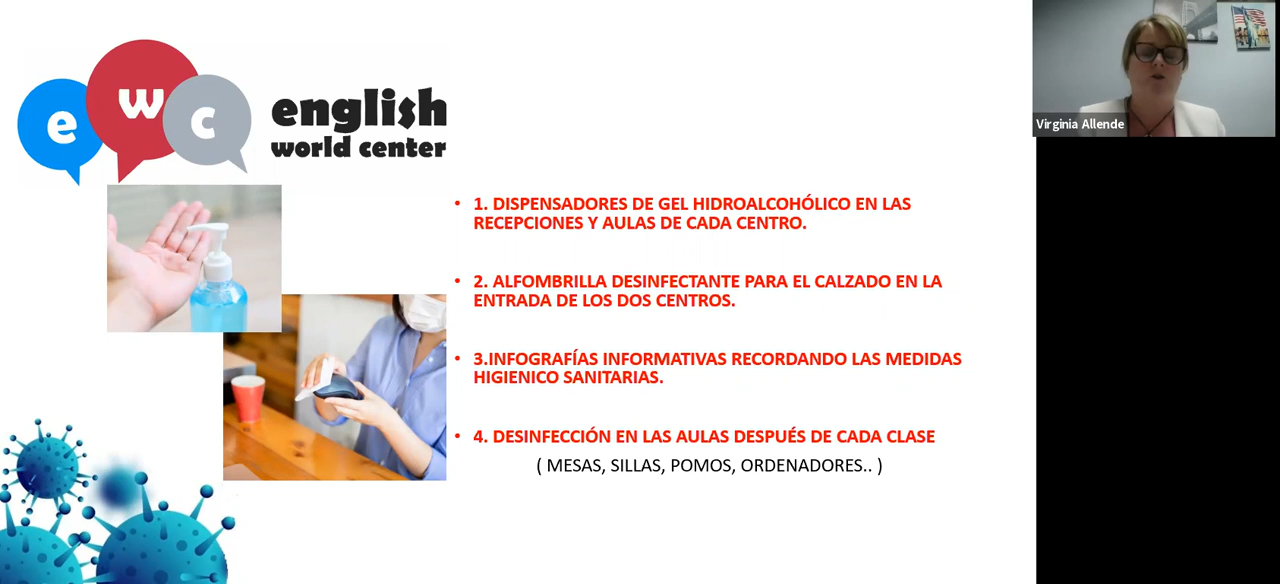 e w c
english
world center
• 1. DISPENSADORES DE GEL HIDROALCOHÓLICO EN LAS
RECEPCIONES Y AULAS DE CADA CENTRO.
• 2. ALFOMBRILLA DESINFECTANTE PARA EL CALZADO EN LA
ENTRADA DE LOS DOS CENTROS.
• 3.INFOGRAFÍAS INFORMATIVAS RECORDANDO LAS MEDIDAS
HIGIENICO SANITARIAS.
• 4. DESINFECCIÓN EN LAS AULAS DESPUÉS DE CADA CLASE
( MESAS, SILLAS, POMOS, ORDENADORES.. )
Virginia Allende